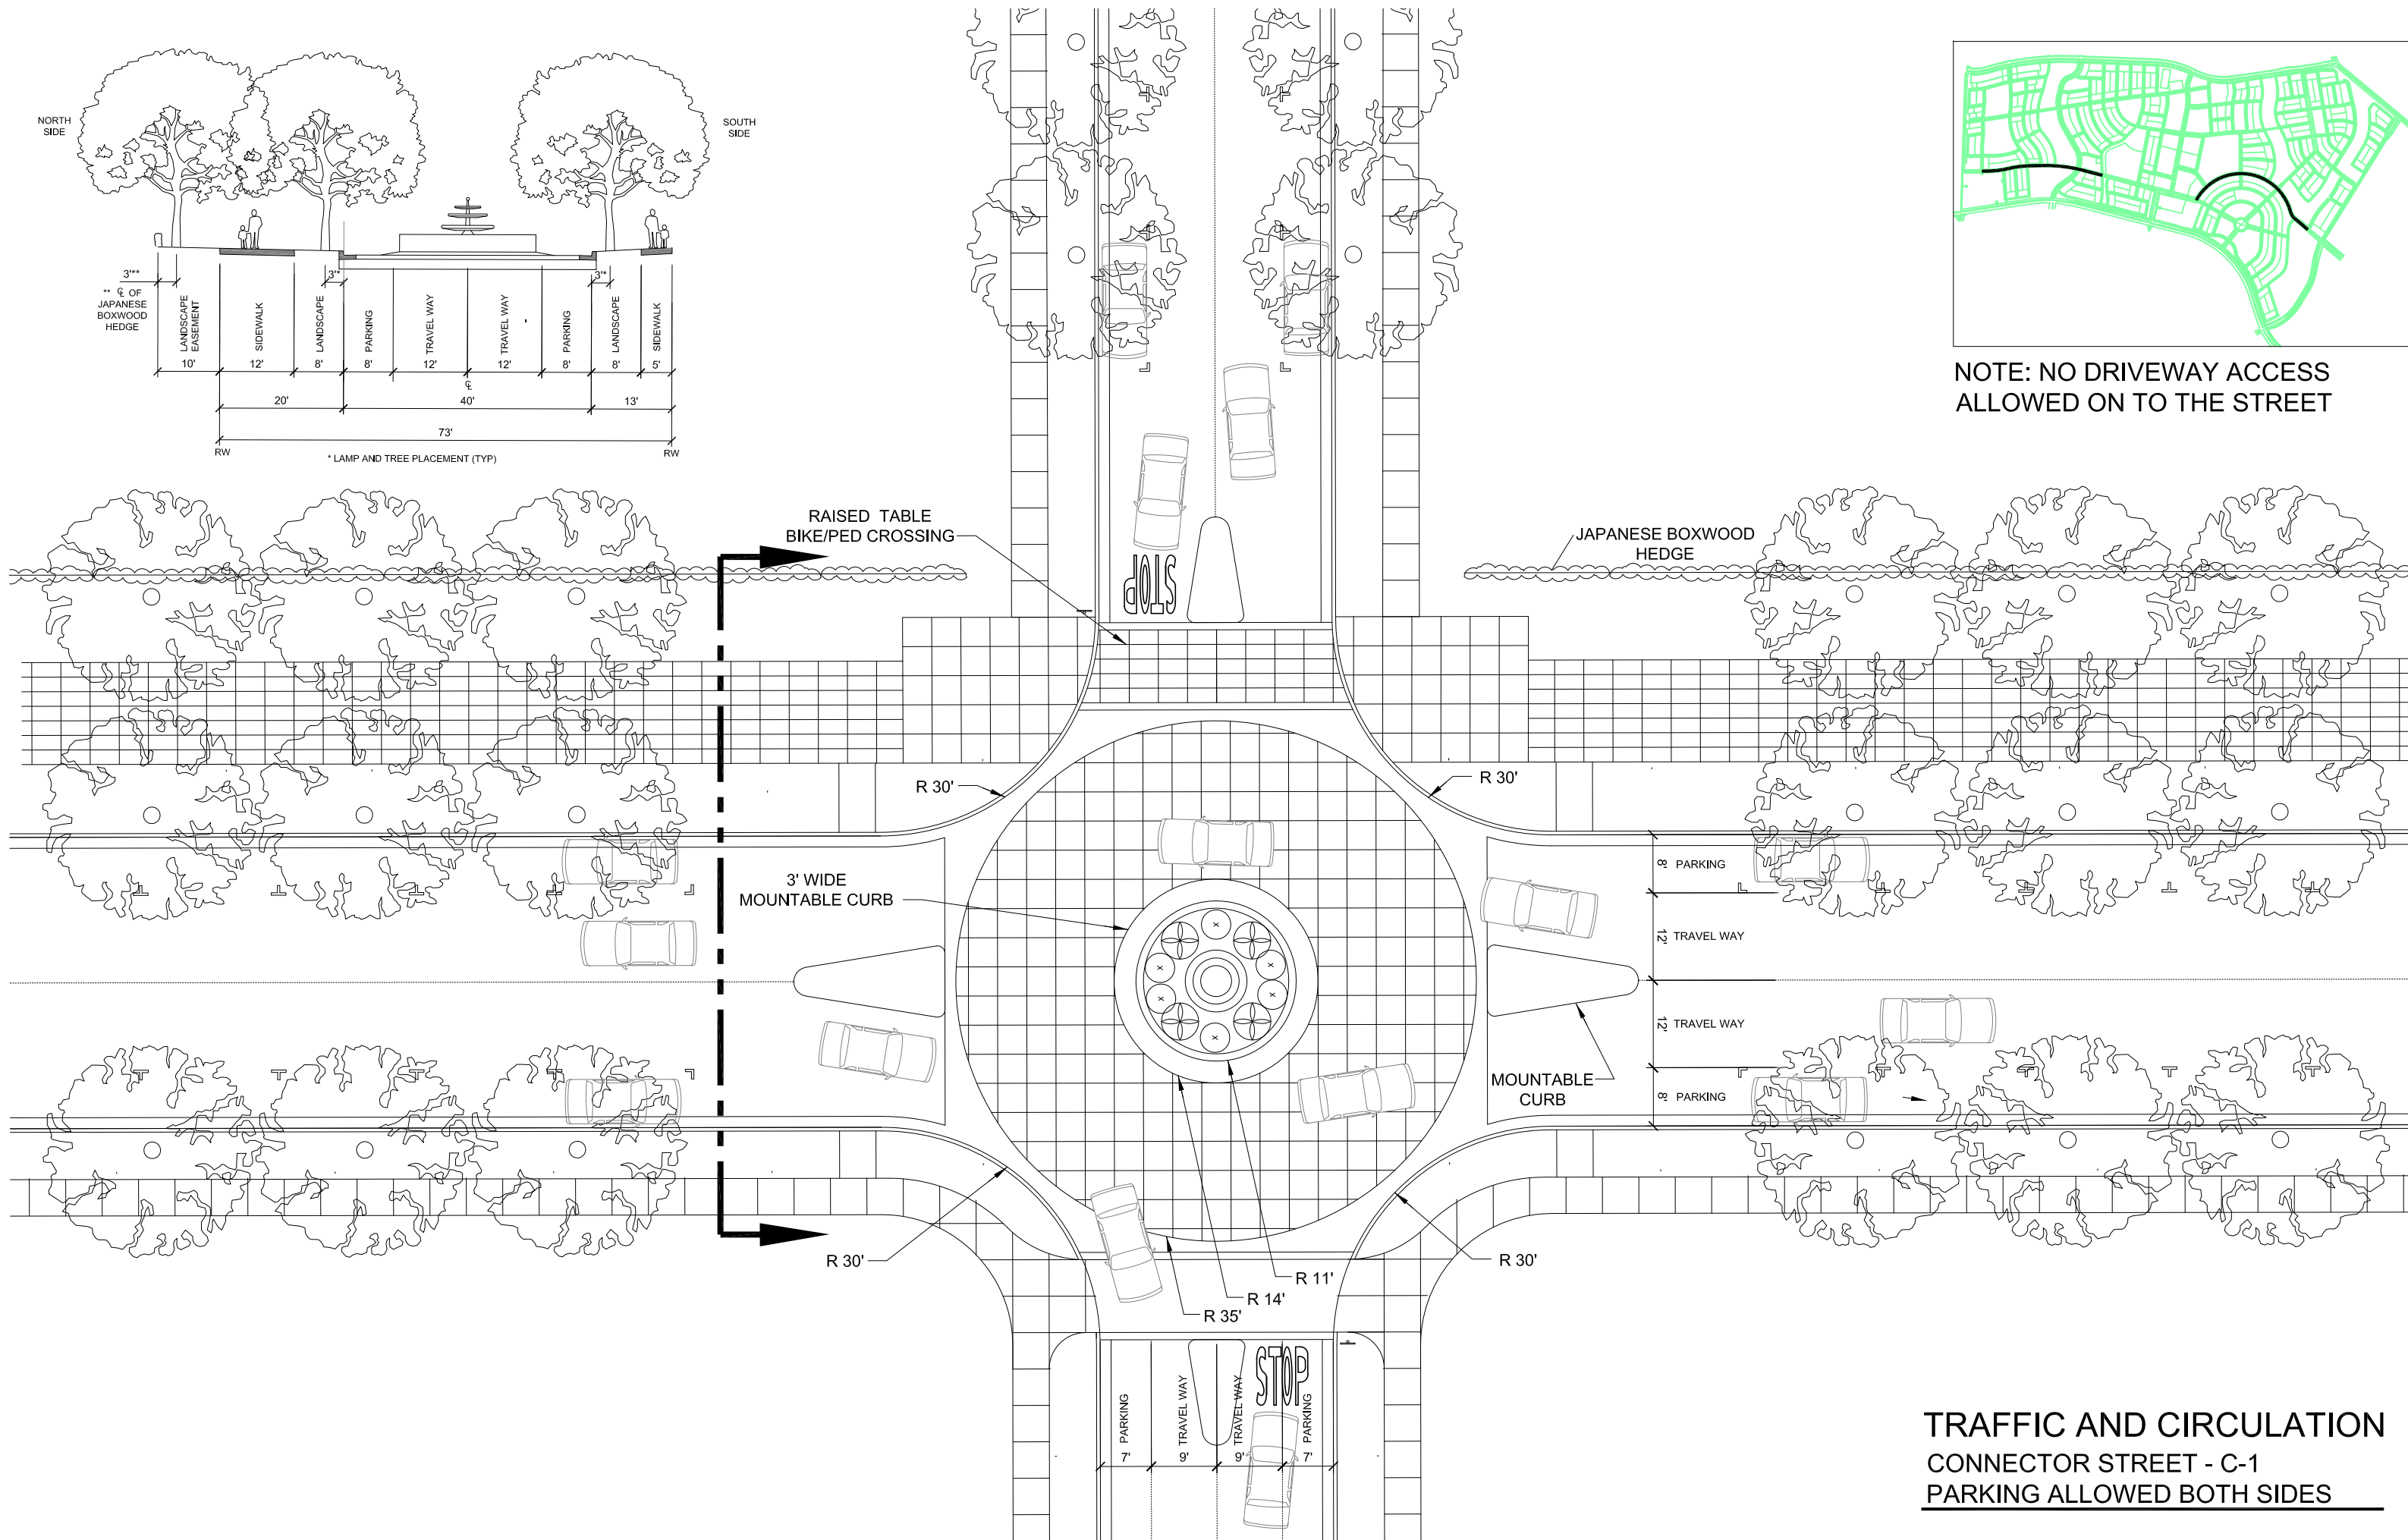 NORTH
SIDE
SOUTH
SIDE
3'**
3'*
3'*
** ℄ OF
JAPANESE
BOXWOOD
HEDGE
LANDSCAPE
EASEMENT
SIDEWALK
LANDSCAPE
PARKING
TRAVEL WAY
TRAVEL WAY
PARKING
LANDSCAPE
SIDEWALK
10'
12'
8'
8'
12'
12'
8'
8'
5'
℄
20'
40'
13'
73'
RW
RW
* LAMP AND TREE PLACEMENT (TYP)
NOTE: NO DRIVEWAY ACCESS
ALLOWED ON TO THE STREET
RAISED TABLE
BIKE/PED CROSSING
JAPANESE BOXWOOD
HEDGE
STOP
R 30'
R 30'
3' WIDE
MOUNTABLE CURB
8' PARKING
12' TRAVEL WAY
12' TRAVEL WAY
8' PARKING
MOUNTABLE
CURB
R 30'
R 30'
R 11'
R 14'
R 35'
STOP
PARKING
TRAVEL WAY
TRAVEL WAY
PARKING
7'
9'
9'
7'
TRAFFIC AND CIRCULATION
CONNECTOR STREET - C-1
PARKING ALLOWED BOTH SIDES